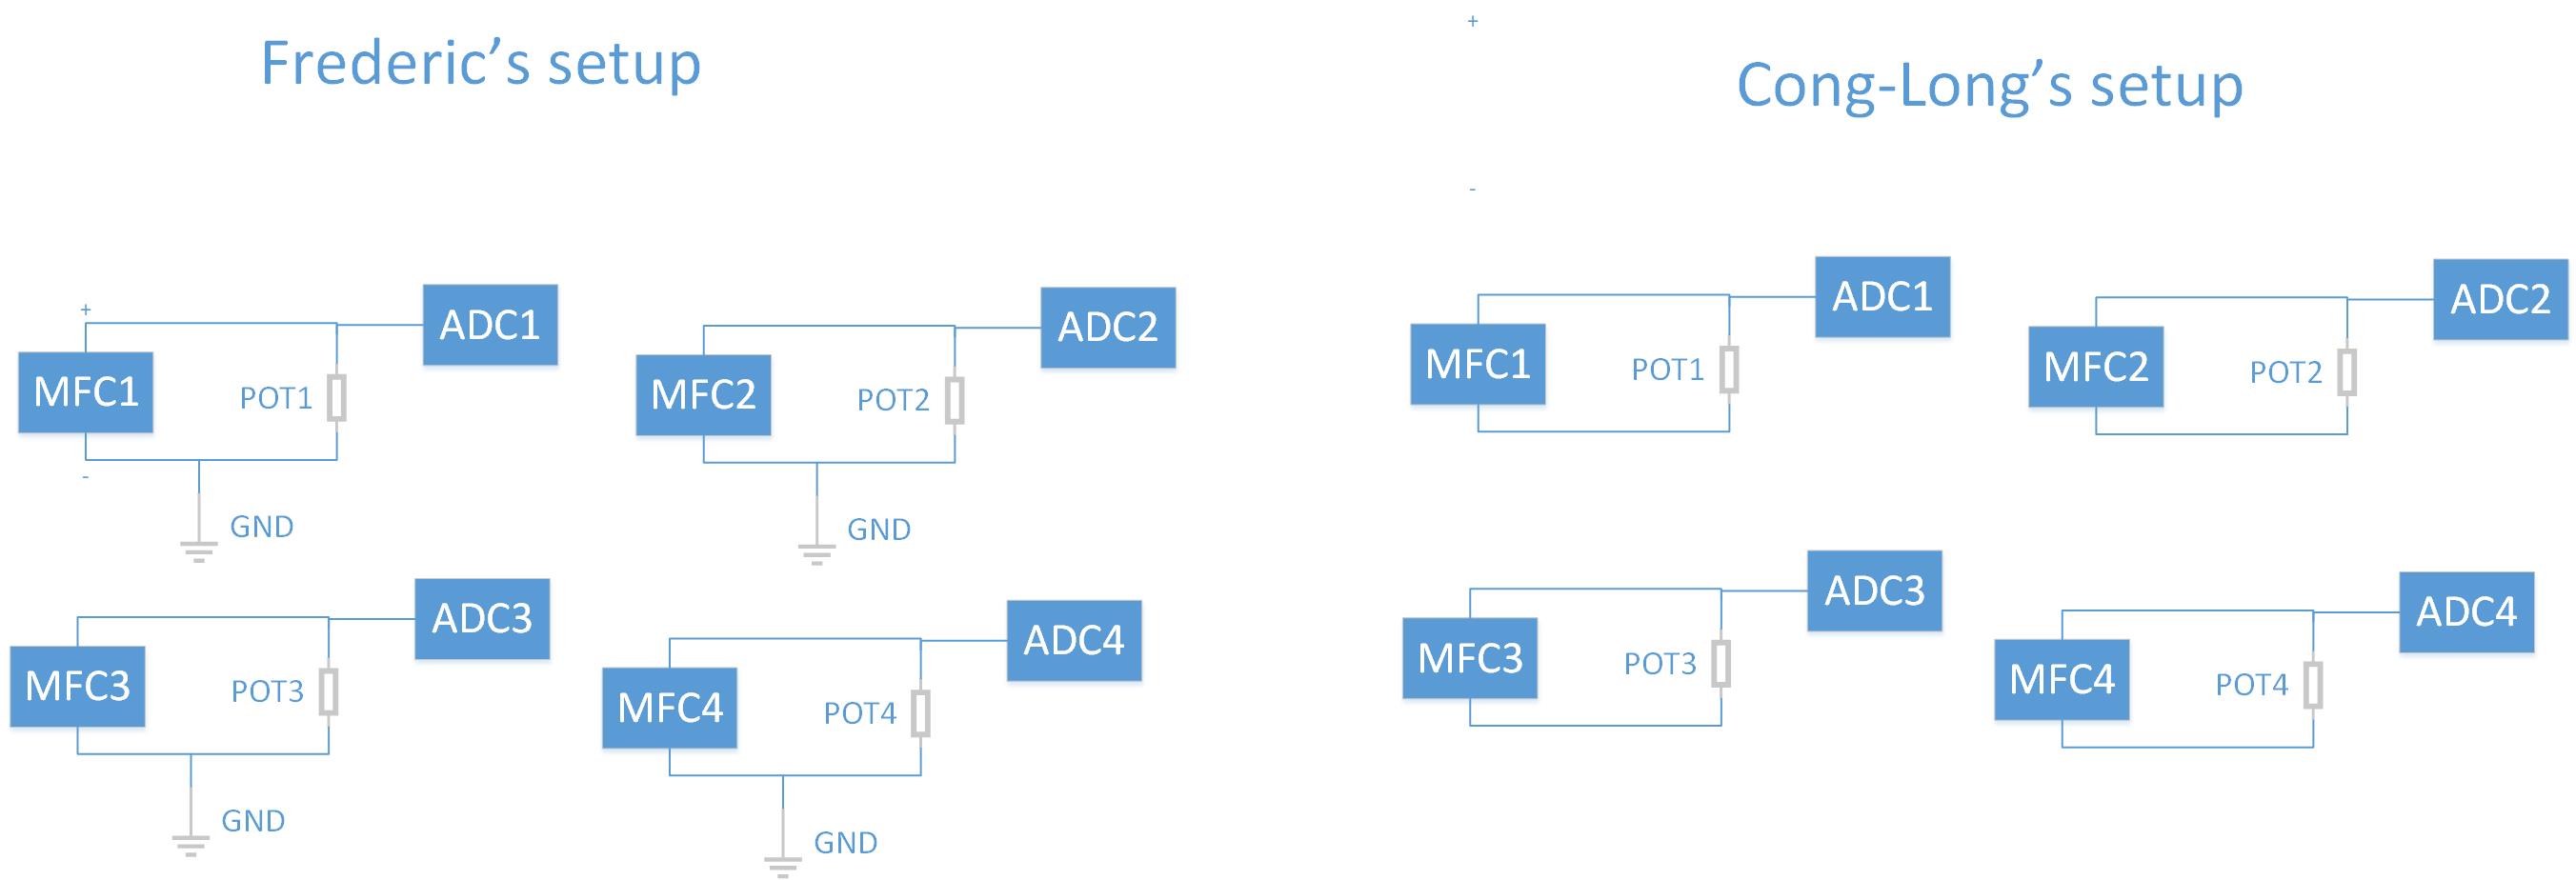 Frederic's setup
+
ADC1
MFC1
POT1
-
GND
ADC2
MFC2
POT2
GND
ADC3
MFC3
POT3
GND
ADC4
MFC4
POT4
GND
+
Cong-Long's setup
-
ADC1
MFC1
POT1
ADC2
MFC2
POT2
ADC3
MFC3
POT3
ADC4
MFC4
POT4